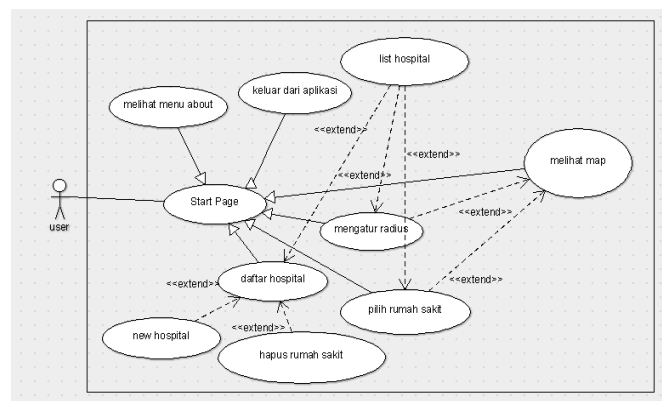 list hospital
keluar dari aplikasi
melihat menu about
<<extend>>
<<extend>>
melihat map
<<extend>>
Start Page
<<extend>>
user
mengatur radius
<<extend>>
daftar hospital
<<extend>>
pilih rumah sakit
<<extend>>
new hospital
hapus rumah sakit